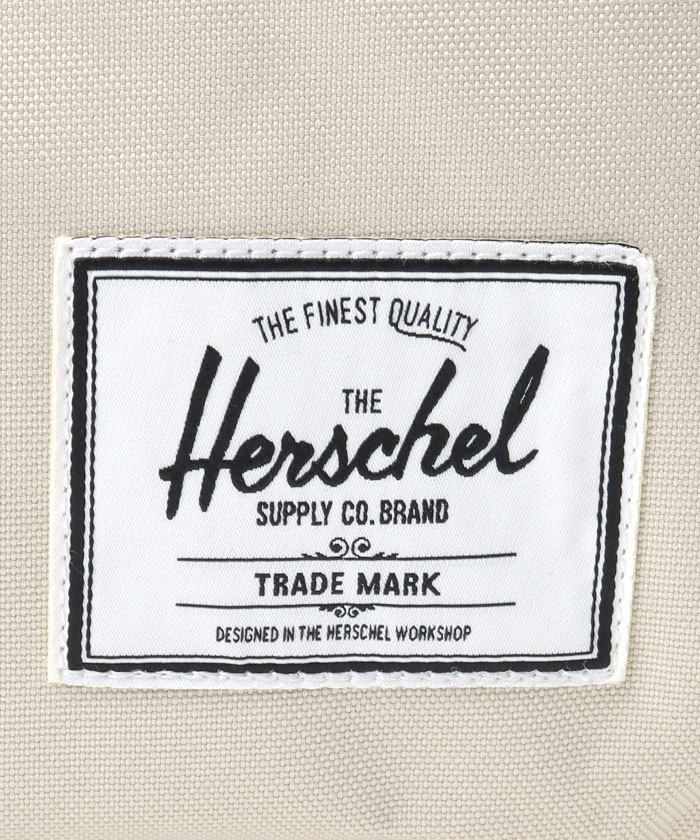 THE FINEST QUALITY
THE
Herschel
SUPPLY CO. BRAND
TRADE MARK
DESIGNED IN THE HERSCHEL WORKSHOP